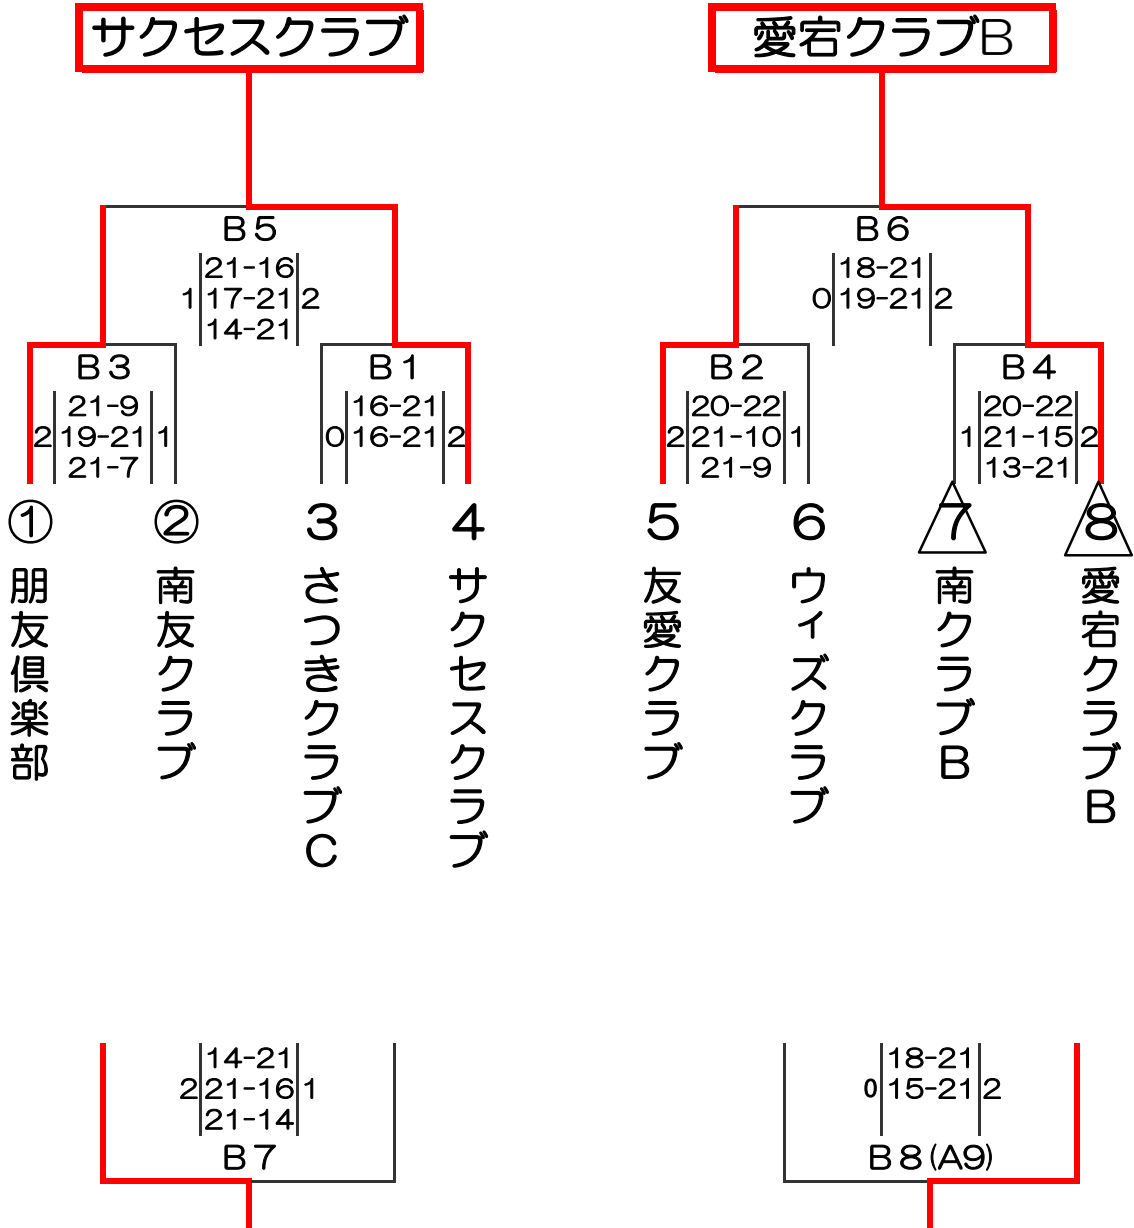 サクセスクラブ
愛宕クラブB
B5
21-16
1 17-21 2
14-21
B6
18-21
0 19-21 2
B3
21-9
2 19-21 1
21-7
B1
16-21
0 16-21 2
B2
20-22
2 21-10 1
21-9
B4
20-22
1 21-15 2
13-21
① 朋友倶楽部
② 南友クラブ
3 さつきクラブC
4 サクセスクラブ
5 友愛クラブ
6 ウィズクラブ
7 南クラブB
8 愛宕クラブB
14-21
2 21-16 1
21-14
B7
18-21
0 15-21 2
B8(A9)